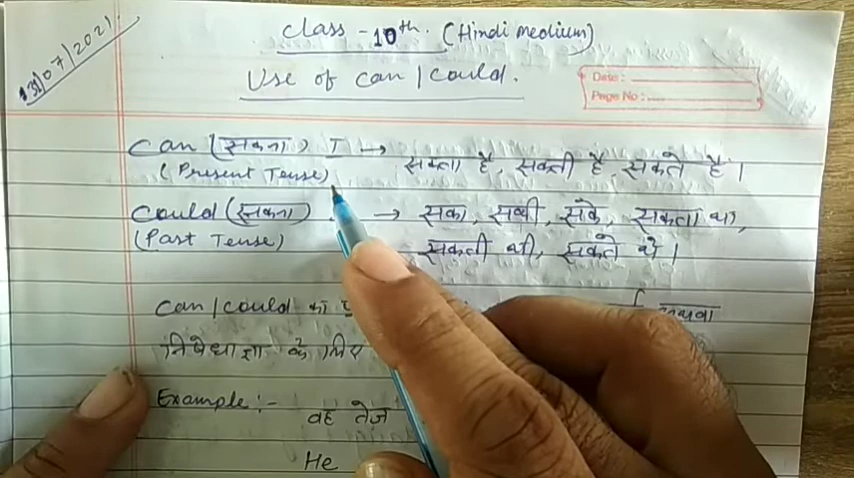 13/07/2021.
Class - 10th. (Hindi medium)
Use of can / Could.
Date :
Page No :
Can (सकना) I → सकता है, सकती है, सकते है।
(Present Tense)
Could (सकना) → सका, सकी, सके, सकता था,
(Past Tense) सकती थी, सकते थे।
Can / Could का अथवा
निषेधाज्ञा के लिए
Example :-
वह तेज
He